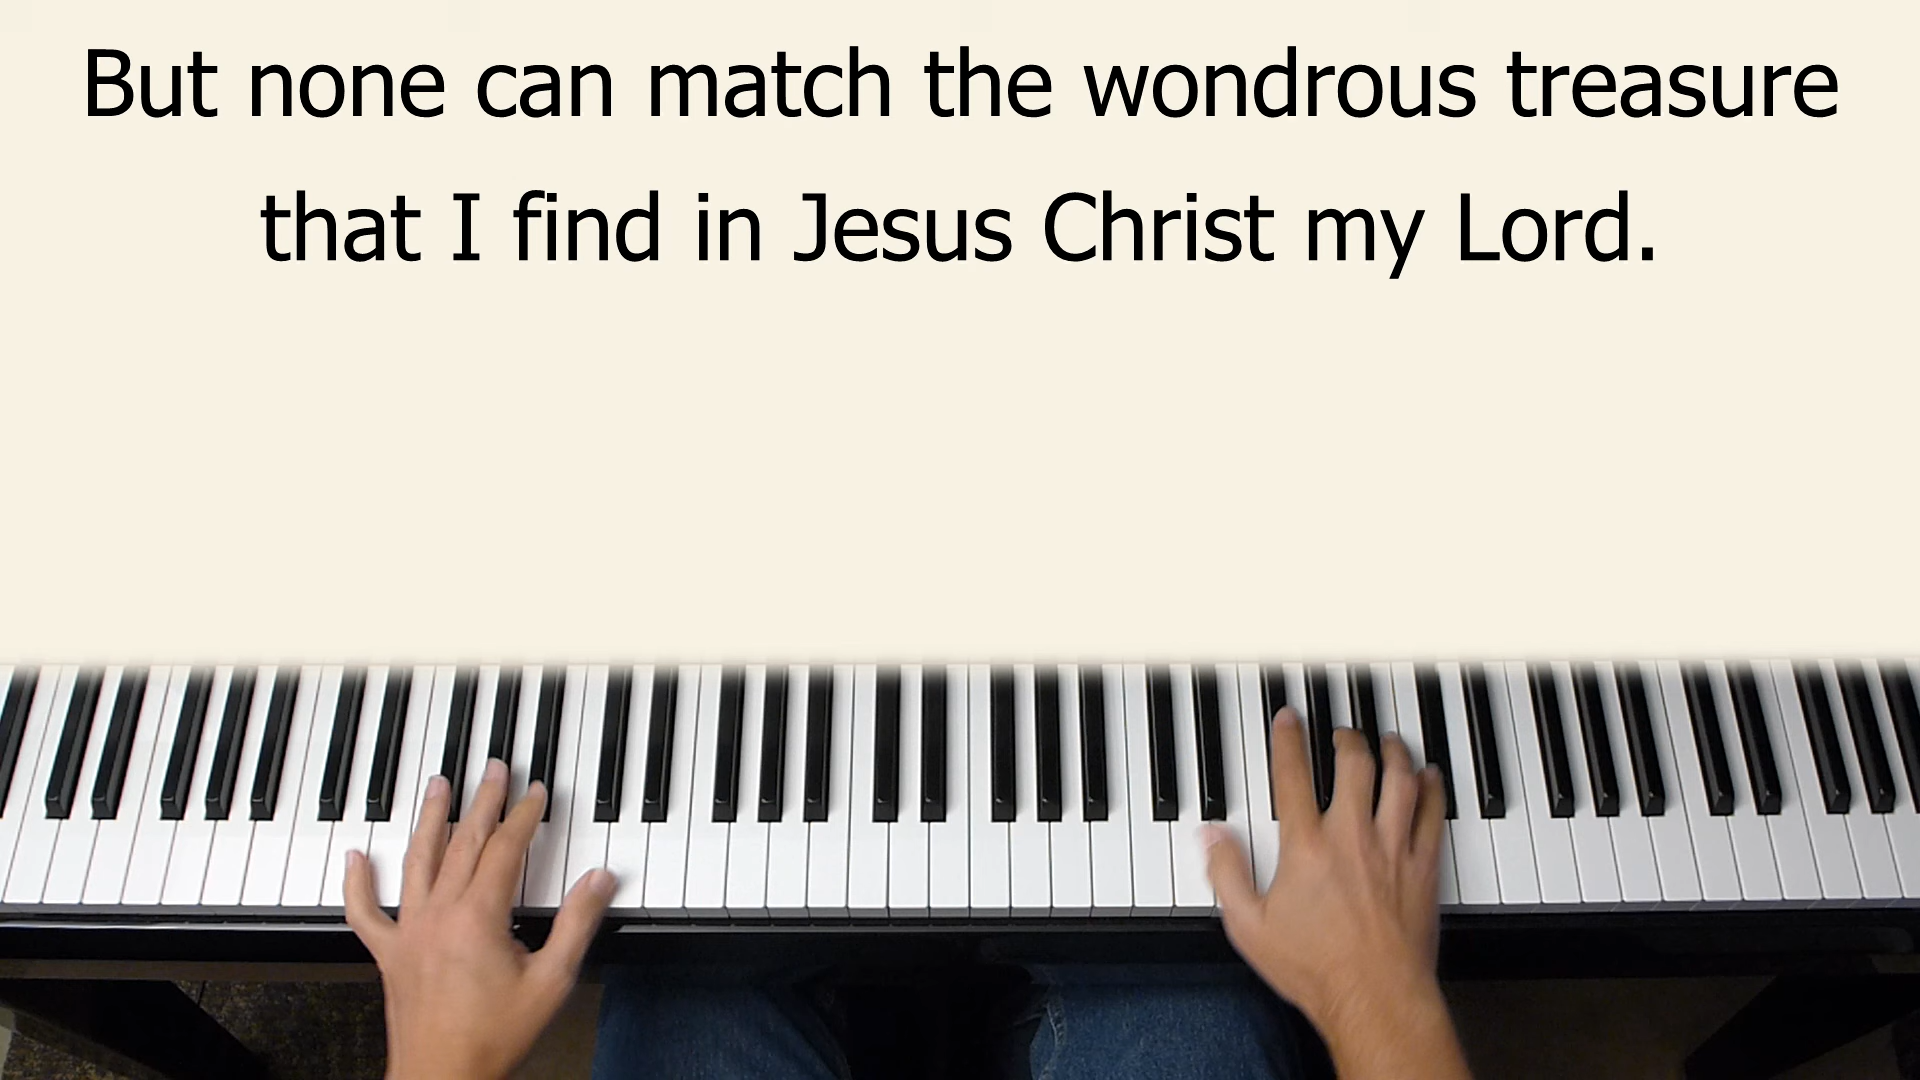 But none can match the wondrous treasure
that I find in Jesus Christ my Lord.